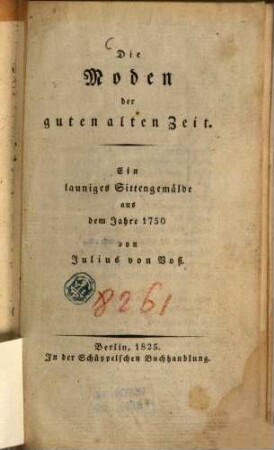 Die
Moden
der
guten alten Zeit.
Ein
launiges Sittengemälde
aus
dem Jahre 1750
von
Julius von Voß.
8261
Berlin, 1825.
In der Schüppelschen Buchhandlung.